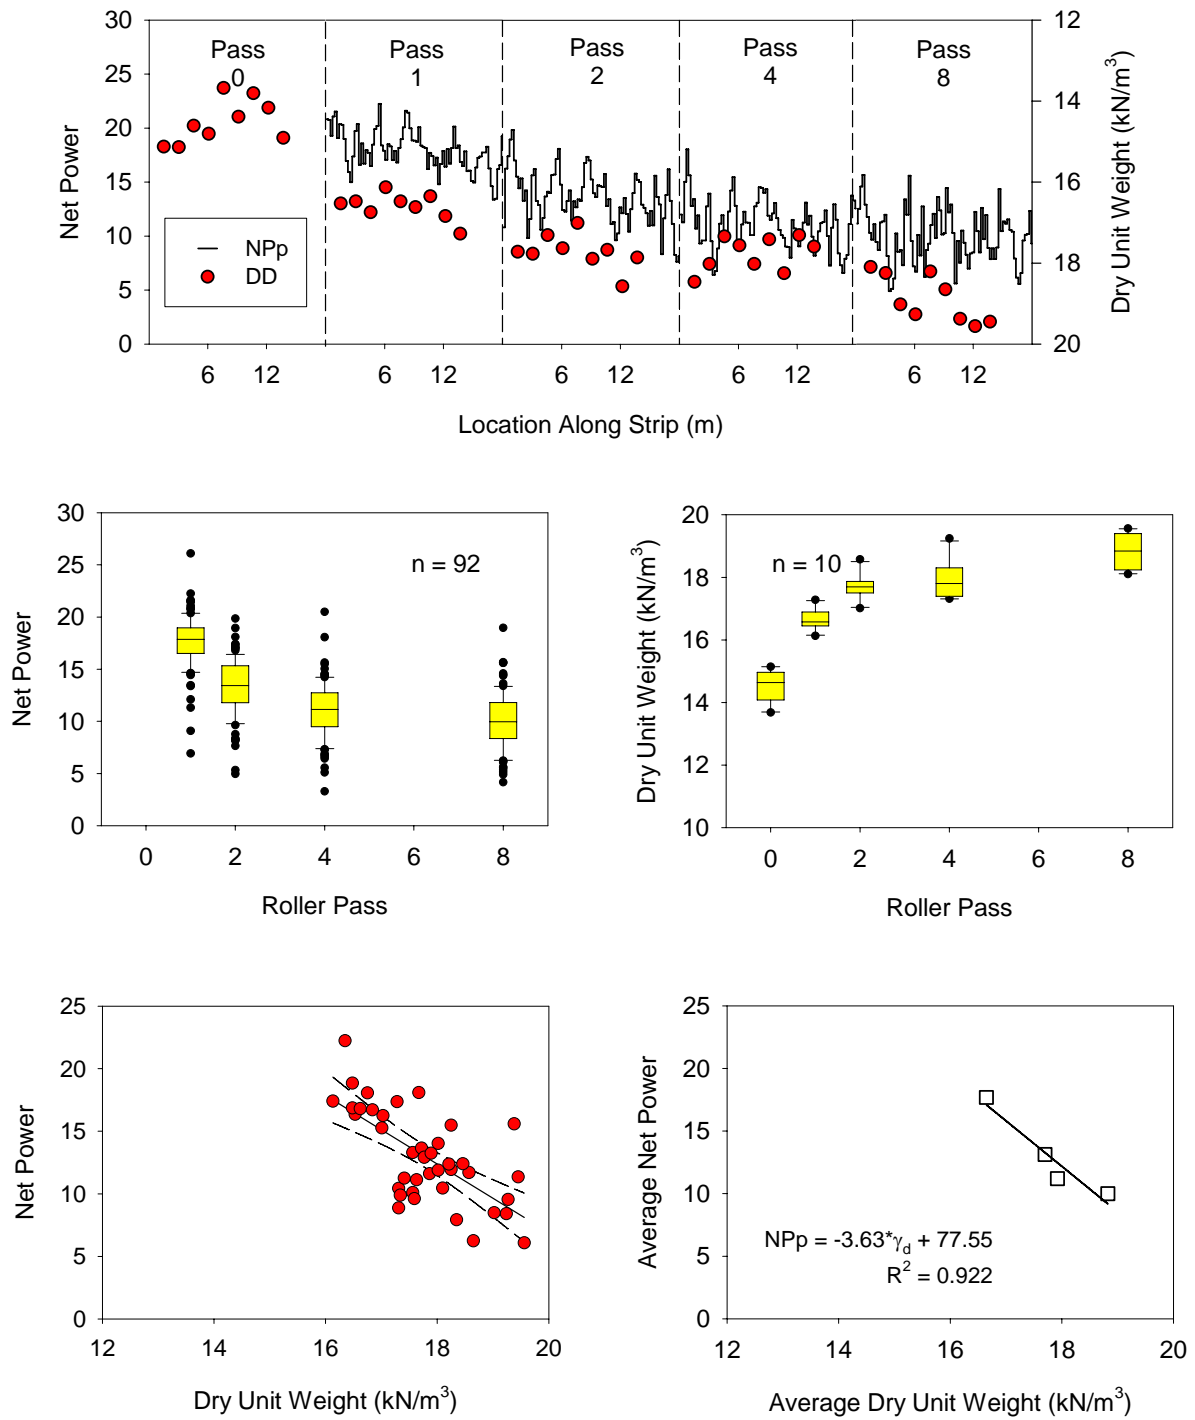 30
25
20
15
10
5
0
Net Power
Pass
0
Pass
1
Pass
2
Pass
4
Pass
8
NPp
DD
12
14
16
18
20
Dry Unit Weight (kN/m³)
6 12 6 12 6 12 6 12 6 12
Location Along Strip (m)
30
25
20
15
10
5
0
Net Power
n = 92
0 2 4 6 8
Roller Pass
20
18
16
14
12
10
Dry Unit Weight (kN/m³)
n = 10
0 2 4 6 8
Roller Pass
25
20
15
10
5
0
Net Power
12 14 16 18 20
Dry Unit Weight (kN/m³)
25
20
15
10
5
0
Average Net Power
NPp = -3.63*γd + 77.55
R² = 0.922
12 14 16 18 20
Average Dry Unit Weight (kN/m³)